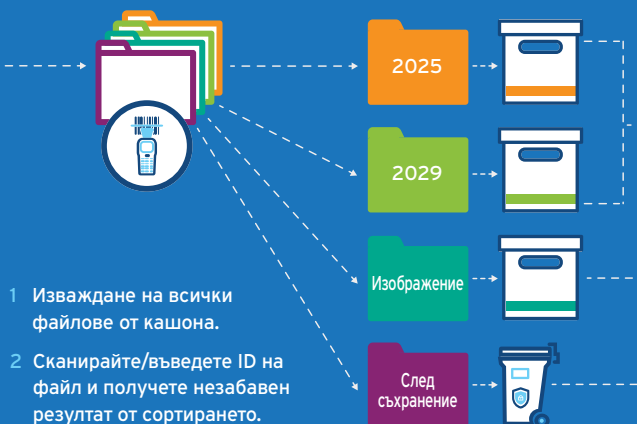 2025
2029
Изображение
След
съхранение
1 Изваждане на всички
файлове от кашона.
2 Сканирайте/въведете ID на
файл и получете незабавен
резултат от сортирането.